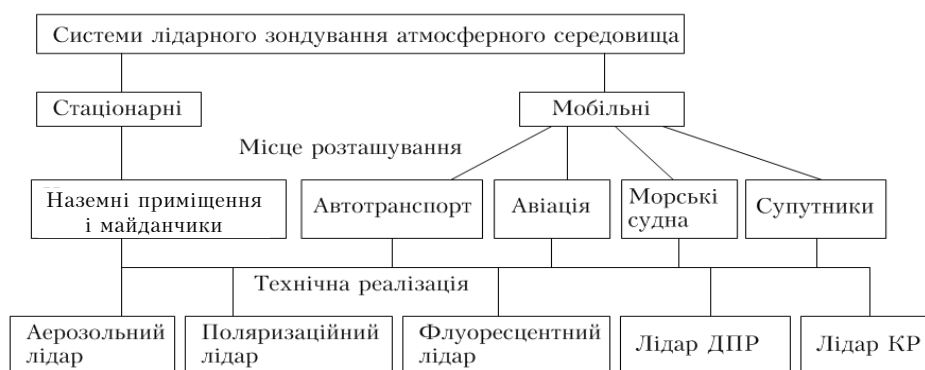 Системи лідарного зондування атмосферного середовища
Стаціонарні
Мобільні
Місце розташування
Наземні приміщення
і майданчики
Автотранспорт
Авіація
Морські
судна
Супутники
Технічна реалізація
Аерозольний
лідар
Поляризаційний
лідар
Флуоресцентний
лідар
Лідар ДПР
Лідар КР